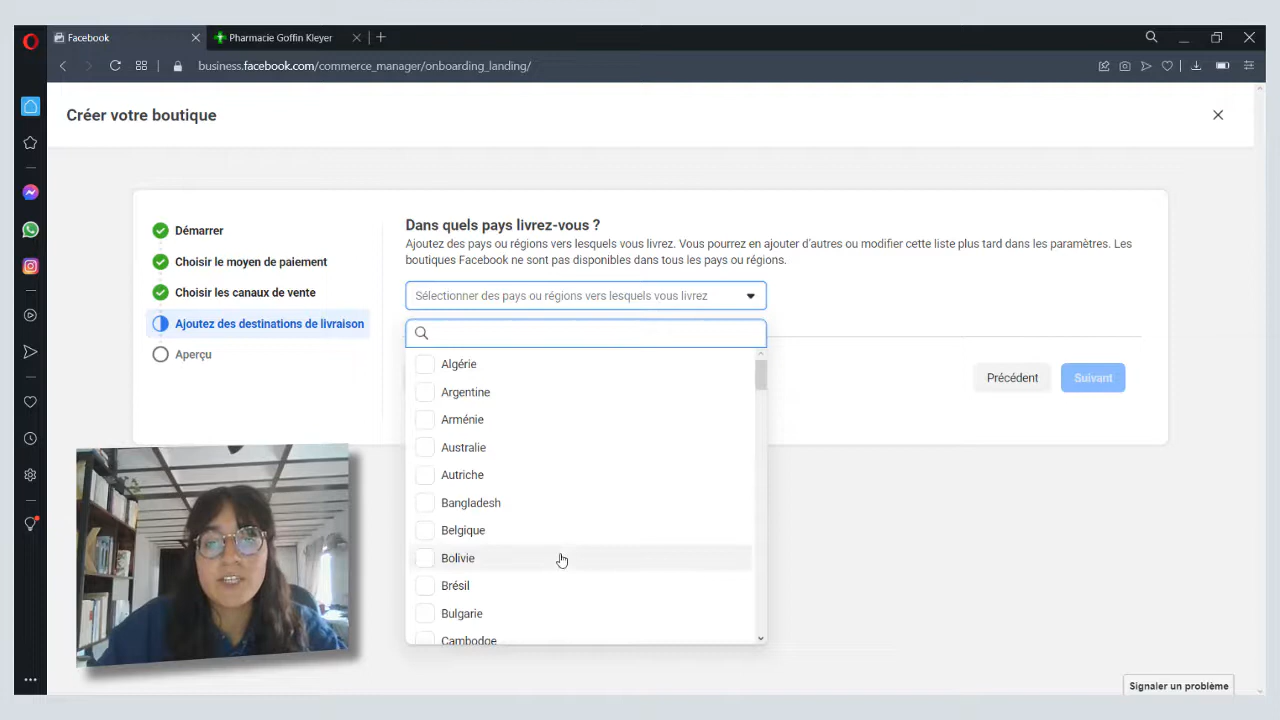 Facebook
Pharmacie Goffin Kleyer
business.facebook.com/commerce_manager/onboarding_landing/
Créer votre boutique
Démarrer
Choisir le moyen de paiement
Choisir les canaux de vente
Ajoutez des destinations de livraison
Aperçu
Dans quels pays livrez-vous ?
Ajoutez des pays ou régions vers lesquels vous livrez. Vous pourrez en ajouter d'autres ou modifier cette liste plus tard dans les paramètres. Les
boutiques Facebook ne sont pas disponibles dans tous les pays ou régions.
Sélectionner des pays ou régions vers lesquels vous livrez
Algérie
Argentine
Arménie
Australie
Autriche
Bangladesh
Belgique
Bolivie
Brésil
Bulgarie
Cambodge
Précédent
Suivant
Signaler un problème